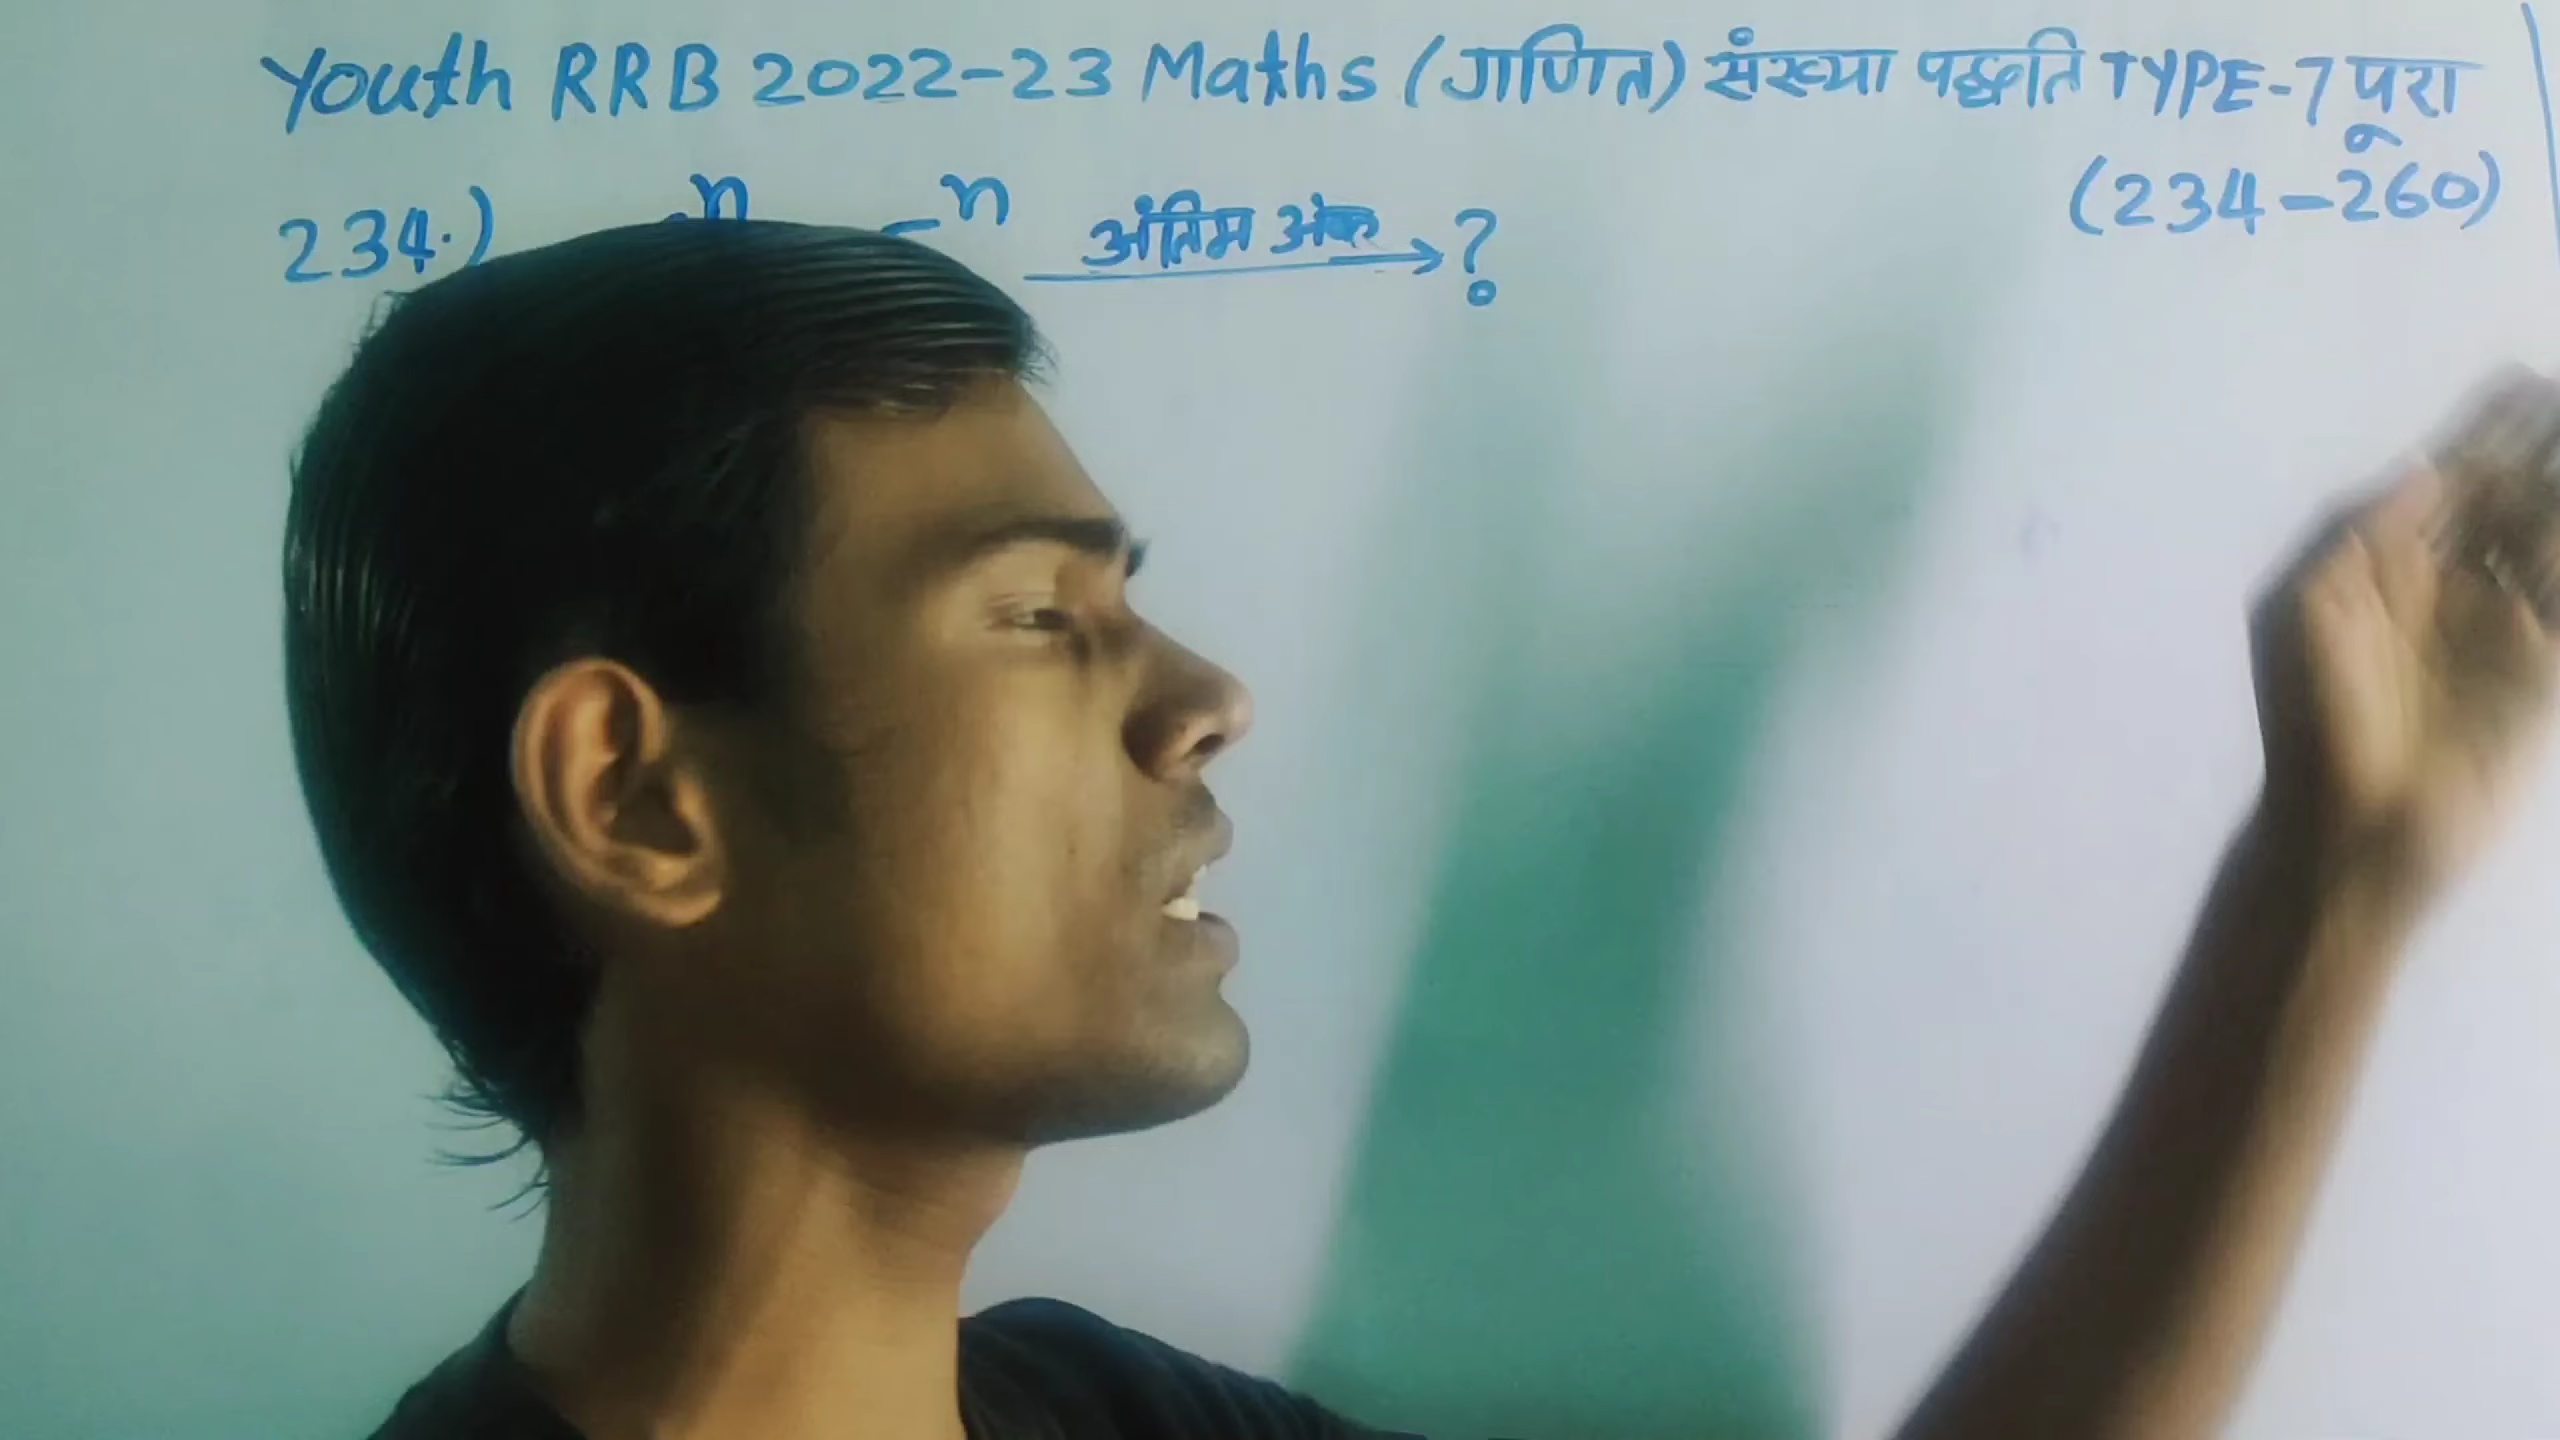 Youth RRB 2022-23 Maths (गणित) संख्या पद्धति TYPE-7 पूरा
(234-260)
234.) n n अंतिम अंक → ?